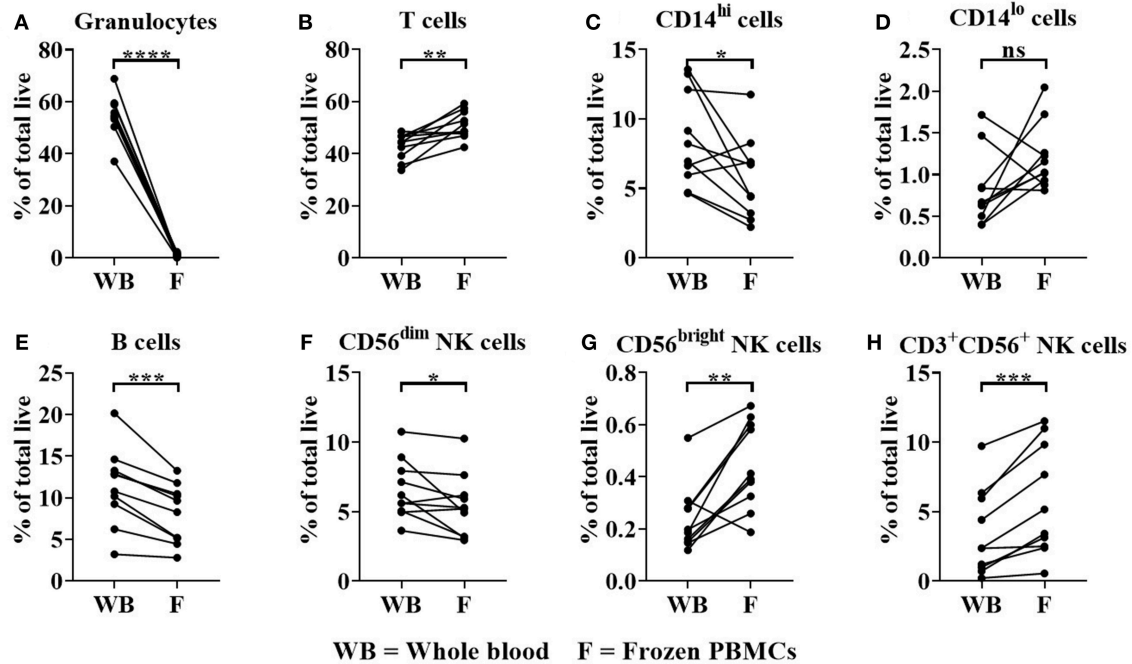 A Granulocytes
% of total live
80
60
40
20
0
****
WB F
B T cells
% of total live
80
60
40
20
0
**
WB F
C CD14hi cells
% of total live
15
10
5
0
*
WB F
D CD14lo cells
% of total live
2.5
2.0
1.5
1.0
0.5
0.0
ns
WB F
E B cells
% of total live
25
20
15
10
5
0
***
WB F
F CD56dim NK cells
% of total live
15
10
5
0
*
WB F
G CD56bright NK cells
% of total live
0.8
0.6
0.4
0.2
0.0
**
WB F
H CD3+CD56+ NK cells
% of total live
15
10
5
0
***
WB F
WB = Whole blood F = Frozen PBMCs